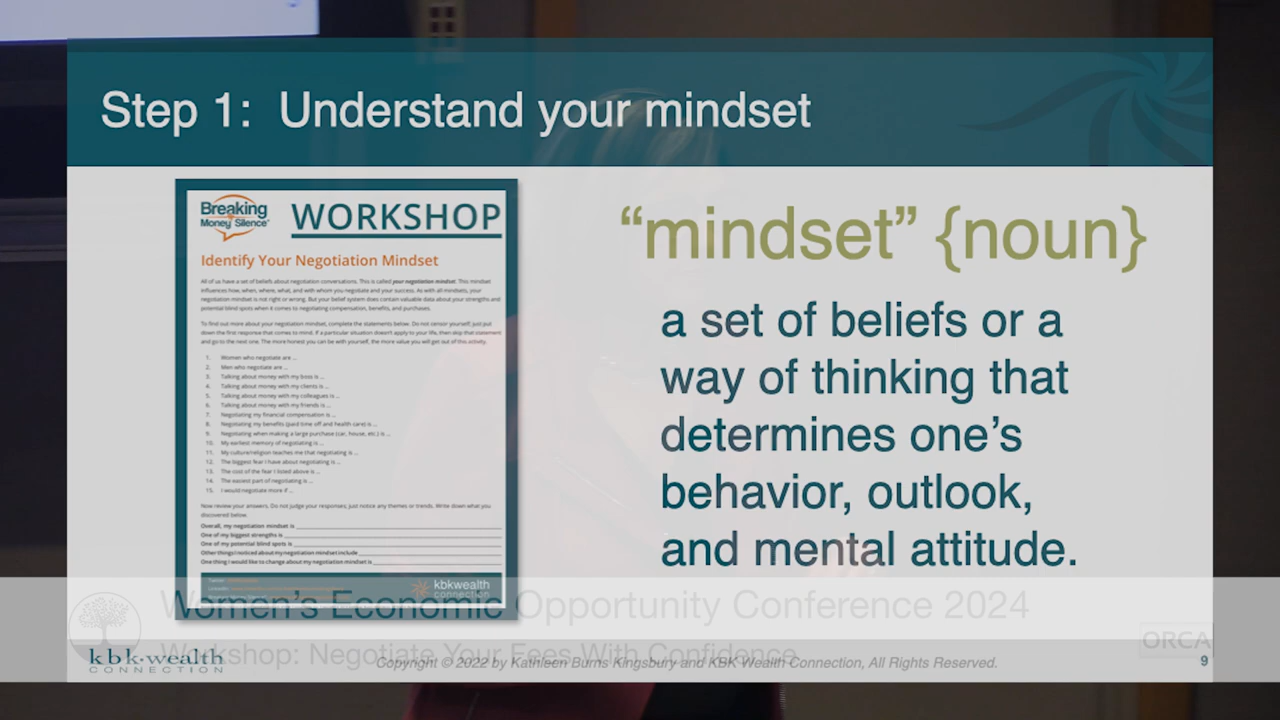 Step 1: Understand your mindset
Breaking
Money Silence
WORKSHOP
Identify Your Negotiation Mindset
All of us have a set of beliefs about negotiation conversations. This is called your negotiation mindset. This mindset
influences how, when, where, what, and with whom you negotiate and your success. As with all mindsets, your
negotiation mindset is not right or wrong. But your belief system does contain valuable data about your strengths and
potential blind spots when it comes to negotiating compensation, benefits, and purchases.
To find out more about your negotiation mindset, complete the statements below. Do not censor yourself; just put
down the first response that comes to mind. If a particular situation doesn't apply to your life, then skip that statement
and go to the next one. The more honest you can be with yourself, the more value you will get out of this activity.
1. Women who negotiate are ...
2. Men who negotiate are ...
3. Talking about money with my boss is ...
4. Talking about money with my clients is ...
5. Talking about money with my colleagues is ...
6. Talking about money with my friends is ...
7. Negotiating my financial compensation is ...
8. Negotiating my benefits (paid time off and health care) is ...
9. Negotiating when making a large purchase (car, house, etc.) is ...
10. My earliest memory of negotiating is ...
11. My culture/religion teaches me that negotiating is ...
12. The biggest fear I have about negotiating is ...
13. The cost of the fear I listed above is ...
14. The easiest part of negotiating is ...
15. I would negotiate more if ...
Now review your answers. Do not judge your responses, just notice any themes or trends. Write down what you
discovered below.
Overall, my negotiation mindset is
One of my biggest strengths is
One of my potential blind spots is
Other things I noticed about my negotiation mindset include
One thing I would like to change about my negotiation mindset is
kbkwealth
connection
“mindset” {noun}
a set of beliefs or a
way of thinking that
determines one’s
behavior, outlook,
and mental attitude.
Women’s Economic Opportunity Conference 2024
Workshop: Negotiate Your Fees With Confidence
ORCA
kbk·wealth
CONNECTION
Copyright © 2022 by Kathleen Burns Kingsbury and KBK Wealth Connection, All Rights Reserved.
9